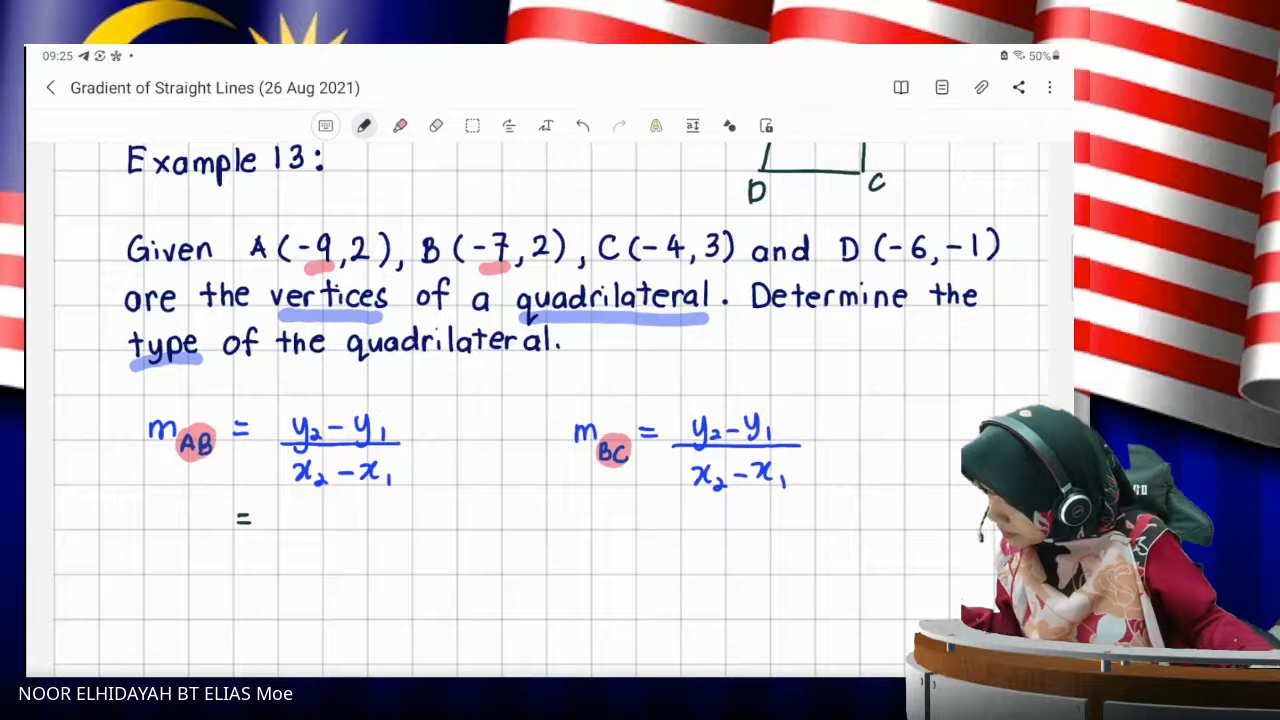 09:25
50%
Gradient of Straight Lines (26 Aug 2021)
Example 13:
D
C
Given A(-9,2), B(-7,2), C(-4,3) and D(-6,-1)
are the vertices of a quadrilateral. Determine the
type of the quadrilateral.
m_AB = (y₂ - y₁)/(x₂ - x₁)
m_BC = (y₂ - y₁)/(x₂ - x₁)
=
NOOR ELHIDAYAH BT ELIAS Moe